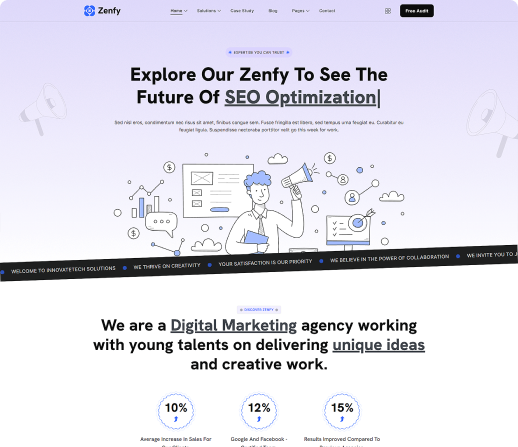 Zenfy
Home Solutions Case Study Blog Pages Contact
Free Audit
EXPERTISE YOU CAN TRUST
Explore Our Zenfy To See The
Future Of SEO Optimization
Sed nisi eros, condimentum nec risus sit amet, finibus congue sem. Fusce fringilla est libero, sed tempus urna feugiat eu. Curabitur eu
feugiat ligula. Suspendisse nectoraba porttitor velit go this week for work.
WELCOME TO INNOVATETECH SOLUTIONS WE THRIVE ON CREATIVITY YOUR SATISFACTION IS OUR PRIORITY WE BELIEVE IN THE POWER OF COLLABORATION WE INVITE YOU TO J
DISCOVER ZENFY
We are a Digital Marketing agency working
with young talents on delivering unique ideas
and creative work.
10% 12% 15%
Average Increase In Sales For Google And Facebook - Results Improved Compared To